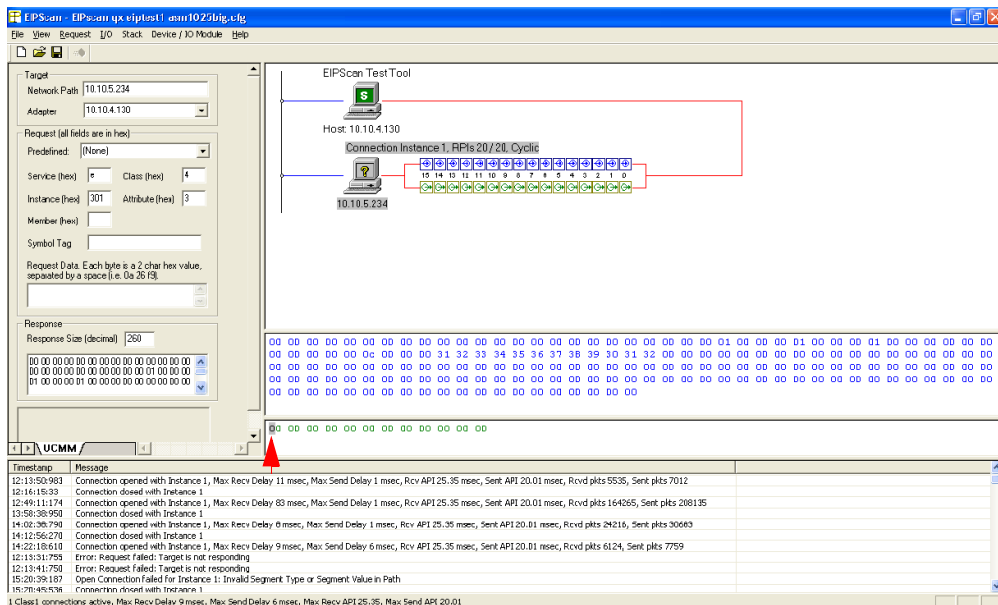 EIPScan - EIPScan qx eiptest1 asm1025big.cfg
File View Request I/O Stack Device / IO Module Help
Target
Network Path 10.10.5.234
Adapter 10.10.4.130
Request (all fields are in hex)
Predefined: (None)
Service (hex) e Class (hex) 4
Instance (hex) 301 Attribute (hex) 3
Member (hex)
Symbol Tag
Request Data. Each byte is a 2 char hex value,
separated by a space (i.e. 0a 26 f9).
Response
Response Size (decimal) 260
UCMM
EIPScan Test Tool
S
Host: 10.10.4.130
Connection Instance 1, RPIs 20 / 20, Cyclic
?
15 14 13 12 11 10 9 8 7 6 5 4 3 2 1 0
10.10.5.234
Timestamp Message
12:13:50:983 Connection opened with Instance 1, Max Recv Delay 11 msec, Max Send Delay 1 msec, Rcv API 25.35 msec, Sent API 20.01 msec, Rcvd pkts 5535, Sent pkts 7012
12:16:15:33 Connection closed with Instance 1
12:49:11:174 Connection opened with Instance 1, Max Recv Delay 83 msec, Max Send Delay 1 msec, Rcv API 25.35 msec, Sent API 20.01 msec, Rcvd pkts 164265, Sent pkts 208135
13:58:38:950 Connection closed with Instance 1
14:02:36:790 Connection opened with Instance 1, Max Recv Delay 8 msec, Max Send Delay 1 msec, Rcv API 25.35 msec, Sent API 20.01 msec, Rcvd pkts 24216, Sent pkts 30683
14:12:56:270 Connection closed with Instance 1
14:22:18:610 Connection opened with Instance 1, Max Recv Delay 9 msec, Max Send Delay 6 msec, Rcv API 25.35 msec, Sent API 20.01 msec, Rcvd pkts 6124, Sent pkts 7759
12:13:31:755 Error: Request failed: Target is not responding
12:13:41:750 Error: Request failed: Target is not responding
15:20:39:187 Open Connection failed for Instance 1: Invalid Segment Type or Segment Value in Path
15:20:45:536 Connection closed with Instance 1
1 Class1 connections active, Max Recv Delay 9 msec, Max Send Delay 6 msec, Max Recv API 25.35, Max Send API 20.01